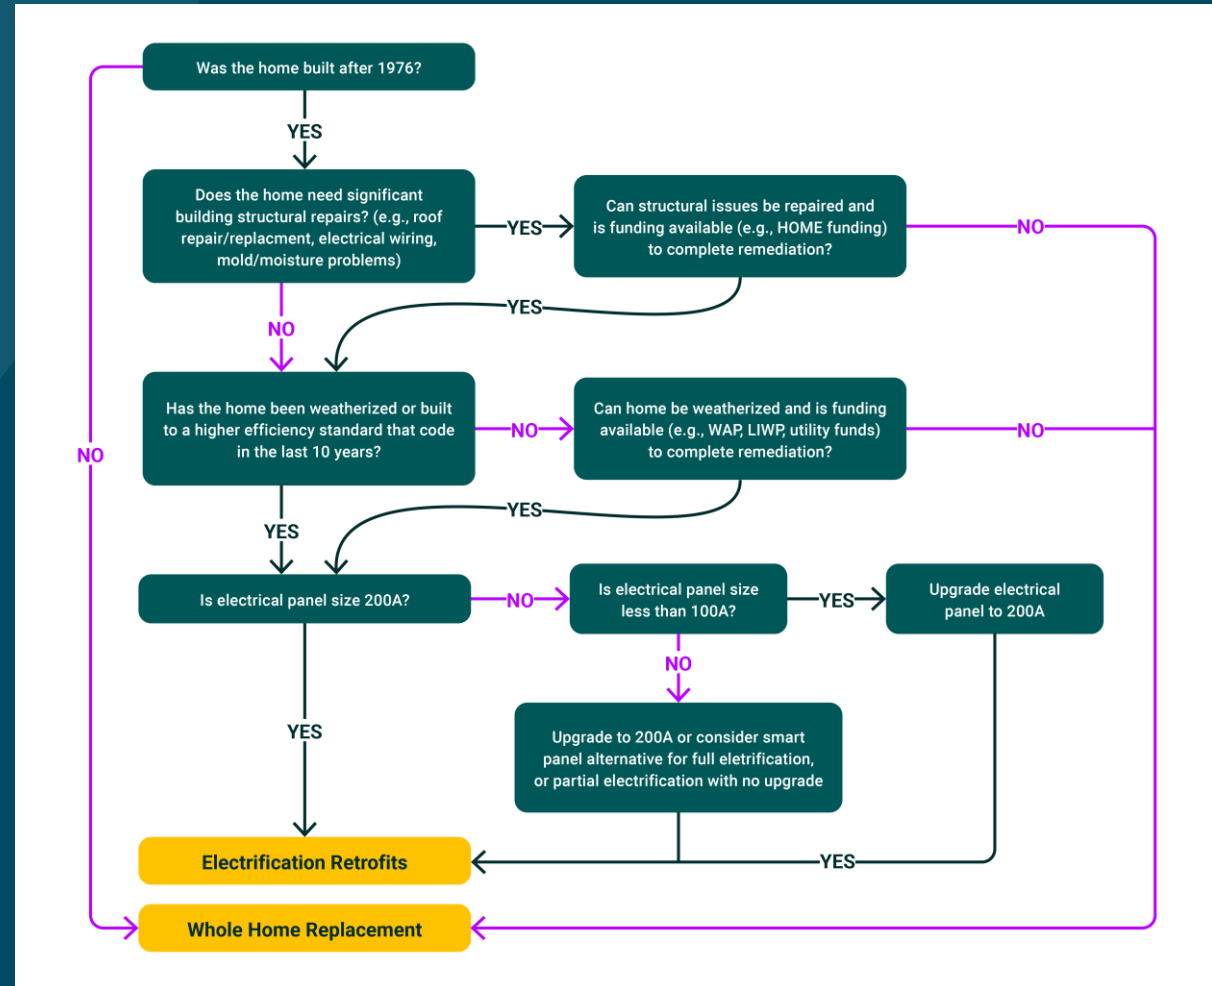 Was the home built after 1976?
YES
Does the home need significant
building structural repairs? (e.g., roof
repair/replacment, electrical wiring,
mold/moisture problems)
YES
Can structural issues be repaired and
is funding available (e.g., HOME funding)
to complete remediation?
NO
YES
NO
Has the home been weatherized or built
to a higher efficiency standard that code
in the last 10 years?
NO
Can home be weatherized and is funding
available (e.g., WAP, LIWP, utility funds)
to complete remediation?
NO
NO
YES
YES
Is electrical panel size 200A?
NO
Is electrical panel size
less than 100A?
YES
Upgrade electrical
panel to 200A
NO
YES
Upgrade to 200A or consider smart
panel alternative for full eletrification,
or partial electrification with no upgrade
Electrification Retrofits
YES
Whole Home Replacement